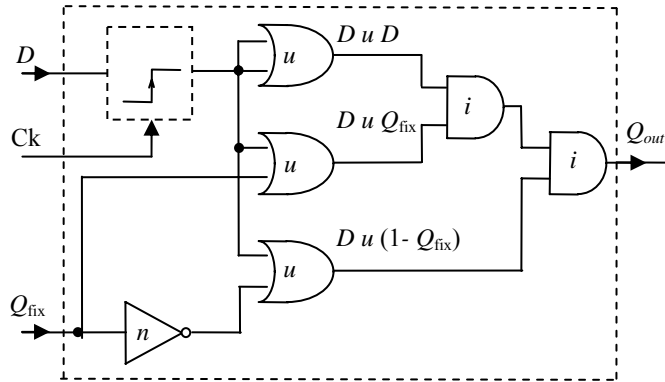 D u D
u
D
i
Ck
D u Q_fix
u
i
Q_out
D u (1- Q_fix)
u
Q_fix
n